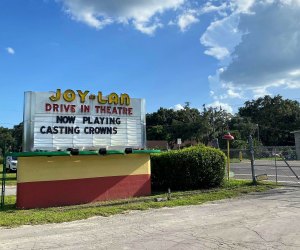 JOY-LAN
DRIVE IN THEATRE
NOW PLAYING
CASTING CROWNS